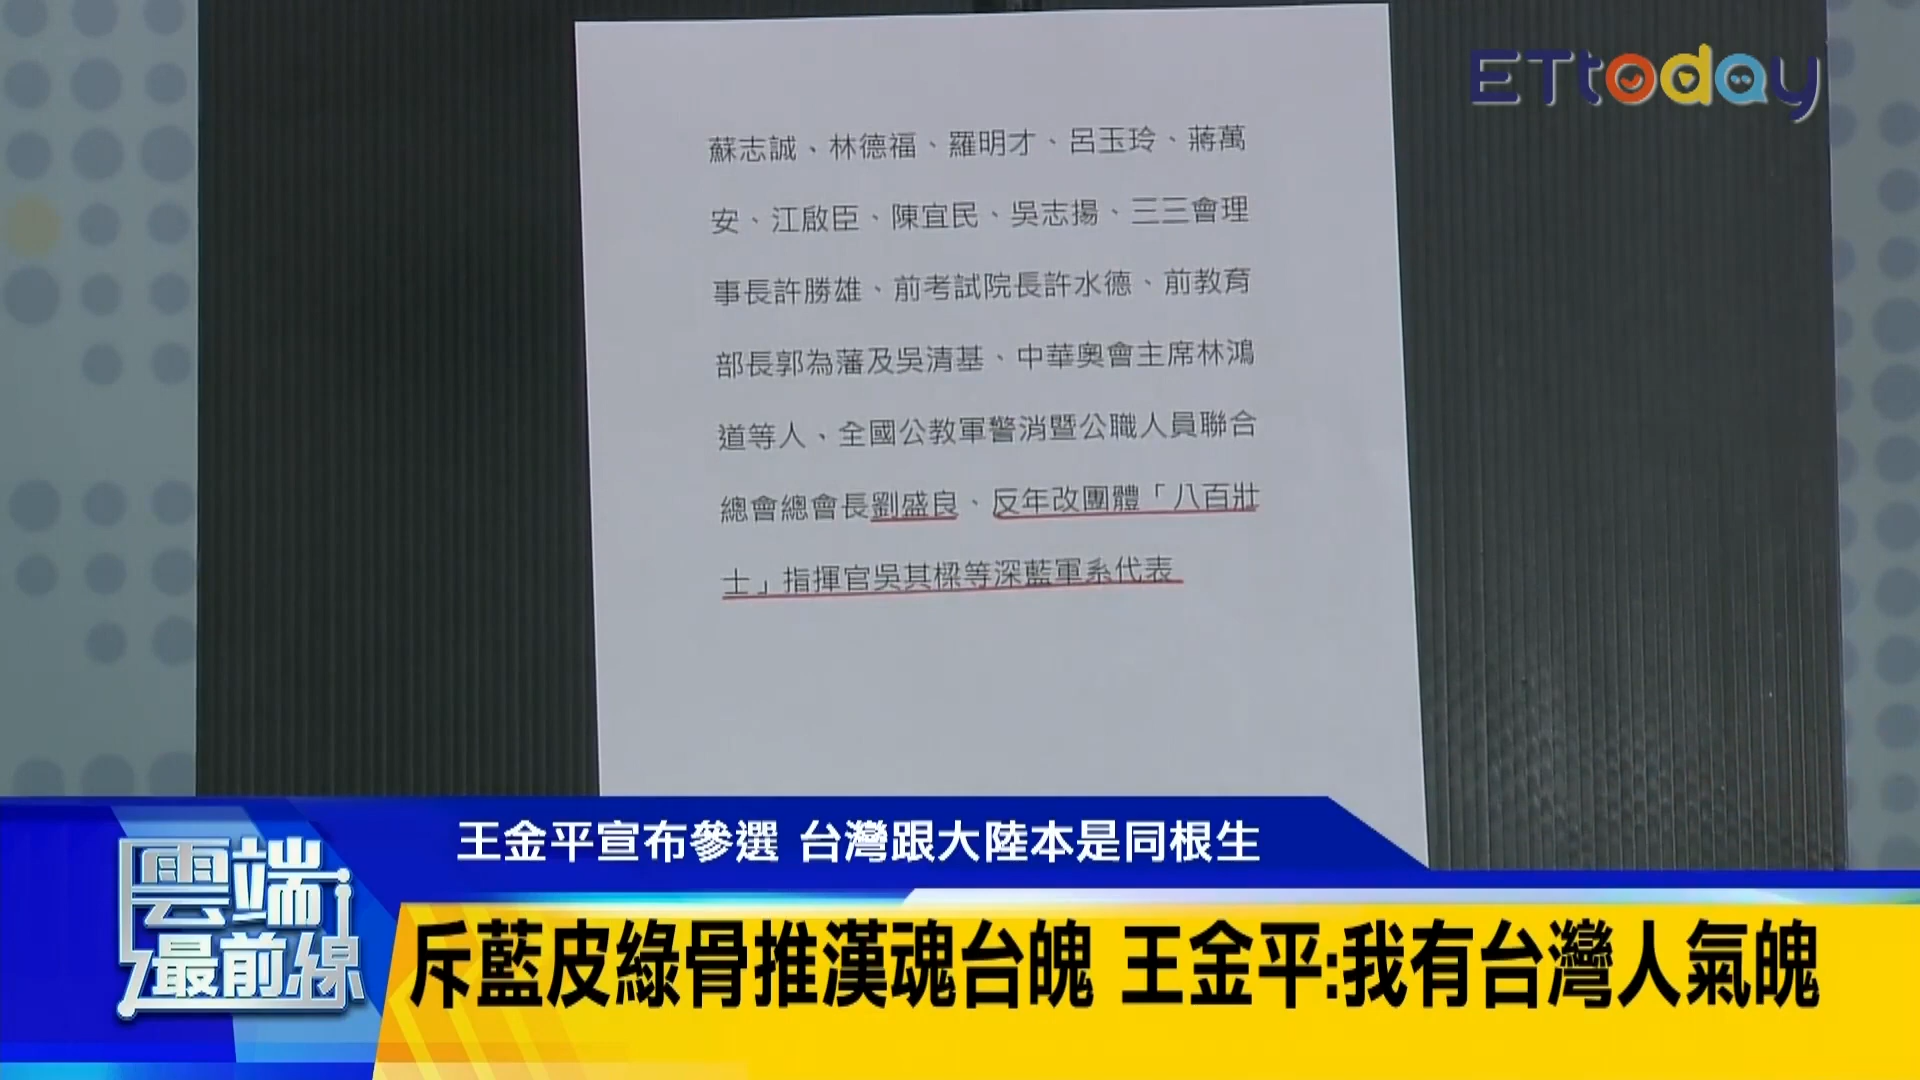 ETtoday
蘇志誠、林德福、羅明才、呂玉玲、蔣萬
安、江啟臣、陳宜民、吳志揚、三三會理
事長許勝雄、前考試院長許水德、前教育
部長郭為藩及吳清基、中華奧會主席林鴻
道等人、全國公教軍警消暨公職人員聯合
總會總會長劉盛良、反年改團體「八百壯
士」指揮官吳其樑等深藍軍系代表
王金平宣布參選 台灣跟大陸本是同根生
雲端
最前線
斥藍皮綠骨推漢魂台魄 王金平:我有台灣人氣魄